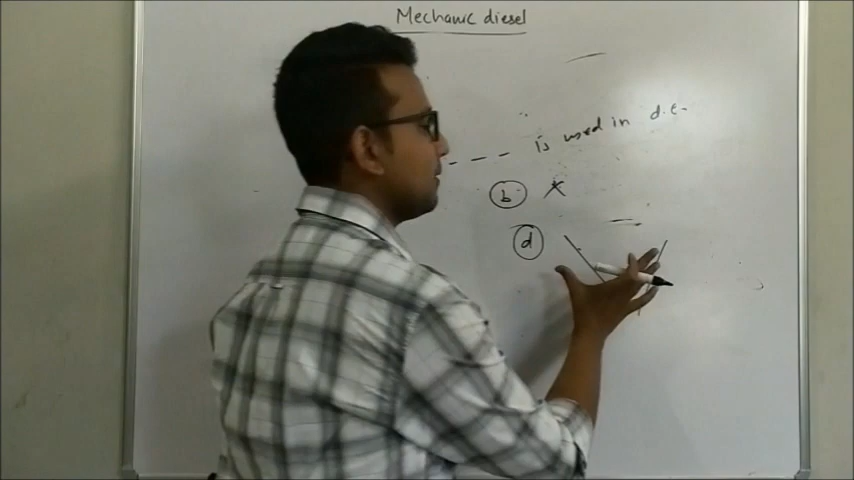 Mechanic diesel
--- is used in d.e.
b
d